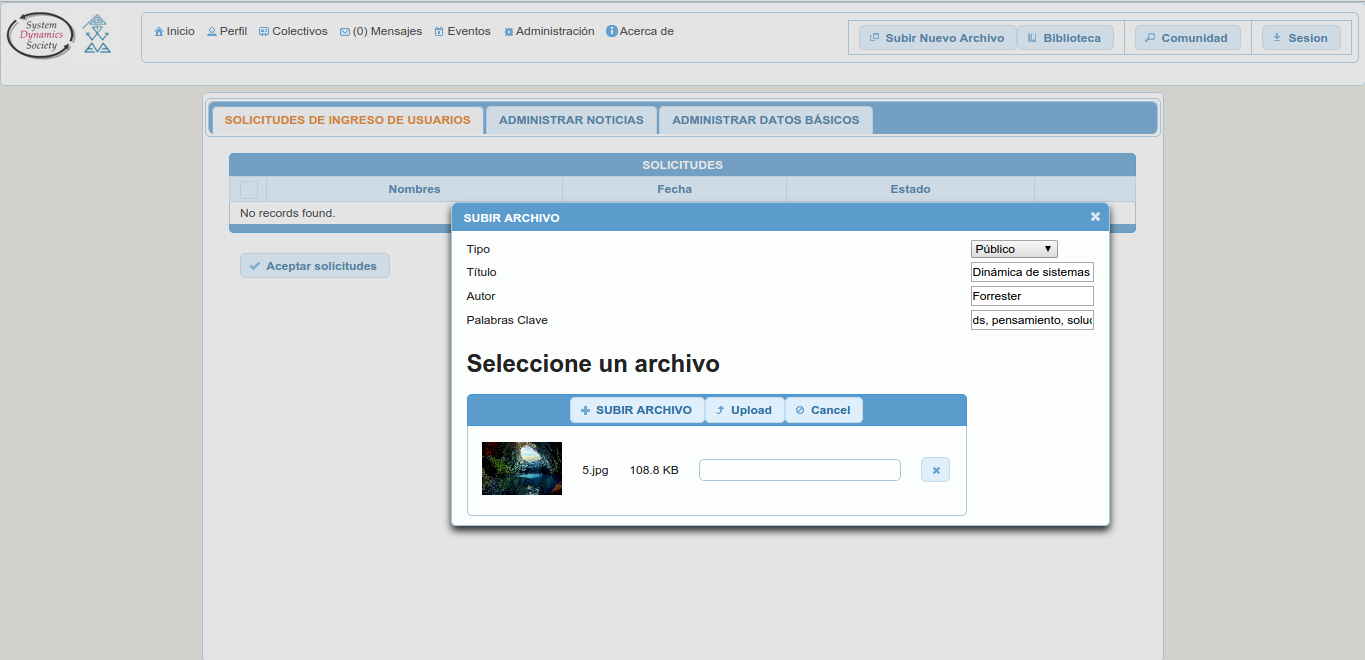 System
Dynamics
Society
Inicio Perfil Colectivos (0) Mensajes Eventos Administración Acerca de
Subir Nuevo Archivo Biblioteca Comunidad Sesion
SOLICITUDES DE INGRESO DE USUARIOS ADMINISTRAR NOTICIAS ADMINISTRAR DATOS BÁSICOS
SOLICITUDES
Nombres Fecha Estado
No records found.
Aceptar solicitudes
SUBIR ARCHIVO
Tipo Público
Título Dinámica de sistemas
Autor Forrester
Palabras Clave ds, pensamiento, soluc
Seleccione un archivo
SUBIR ARCHIVO Upload Cancel
5.jpg 108.8 KB